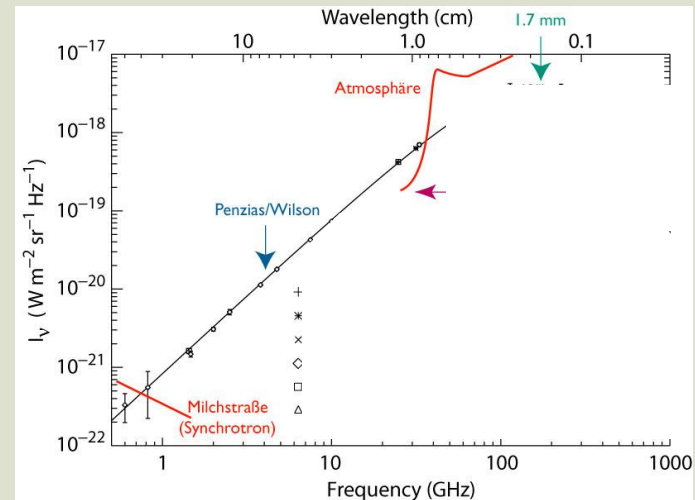 Wavelength (cm)
1.7 mm
10
1.0
0.1
10−17
10−18
10−19
10−20
10−21
10−22
Atmosphäre
Penzias/Wilson
Milchstraße
(Synchrotron)
Iν (W m−2 sr−1 Hz−1)
1
10
100
1000
Frequency (GHz)